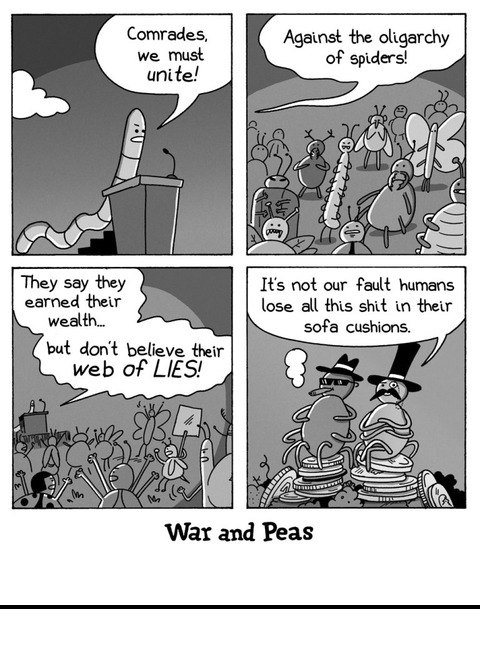 Comrades,
we must
unite!
Against the oligarchy
of spiders!
They say they
earned their
wealth...
but don't believe their
web of LIES!
It's not our fault humans
lose all this shit in their
sofa cushions.
War and Peas